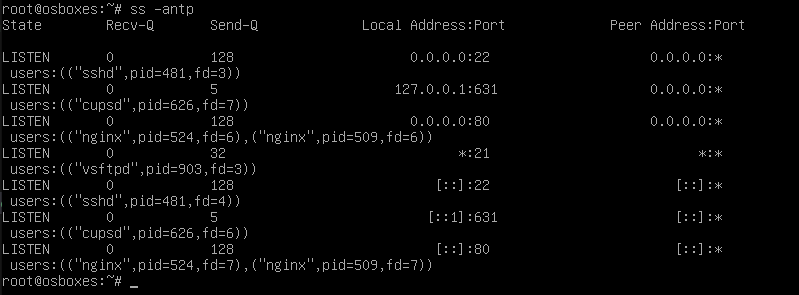 root@osboxes:~# ss -antp
State Recv-Q Send-Q Local Address:Port Peer Address:Port
LISTEN 0 128 0.0.0.0:22 0.0.0.0:*
users:(("sshd",pid=481,fd=3))
LISTEN 0 5 127.0.0.1:631 0.0.0.0:*
users:(("cupsd",pid=626,fd=7))
LISTEN 0 128 0.0.0.0:80 0.0.0.0:*
users:(("nginx",pid=524,fd=6),("nginx",pid=509,fd=6))
LISTEN 0 32 *:21 *:*
users:(("vsftpd",pid=903,fd=3))
LISTEN 0 128 [::]:22 [::]:*
users:(("sshd",pid=481,fd=4))
LISTEN 0 5 [::1]:631 [::]:*
users:(("cupsd",pid=626,fd=6))
LISTEN 0 128 [::]:80 [::]:*
users:(("nginx",pid=524,fd=7),("nginx",pid=509,fd=7))
root@osboxes:~# _